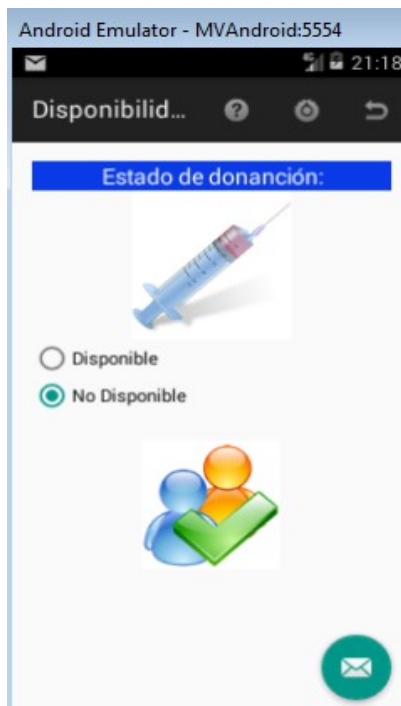 Android Emulator - MVAndroid:5554
21:18
Disponibilid...
Estado de donanción:
Disponible
No Disponible